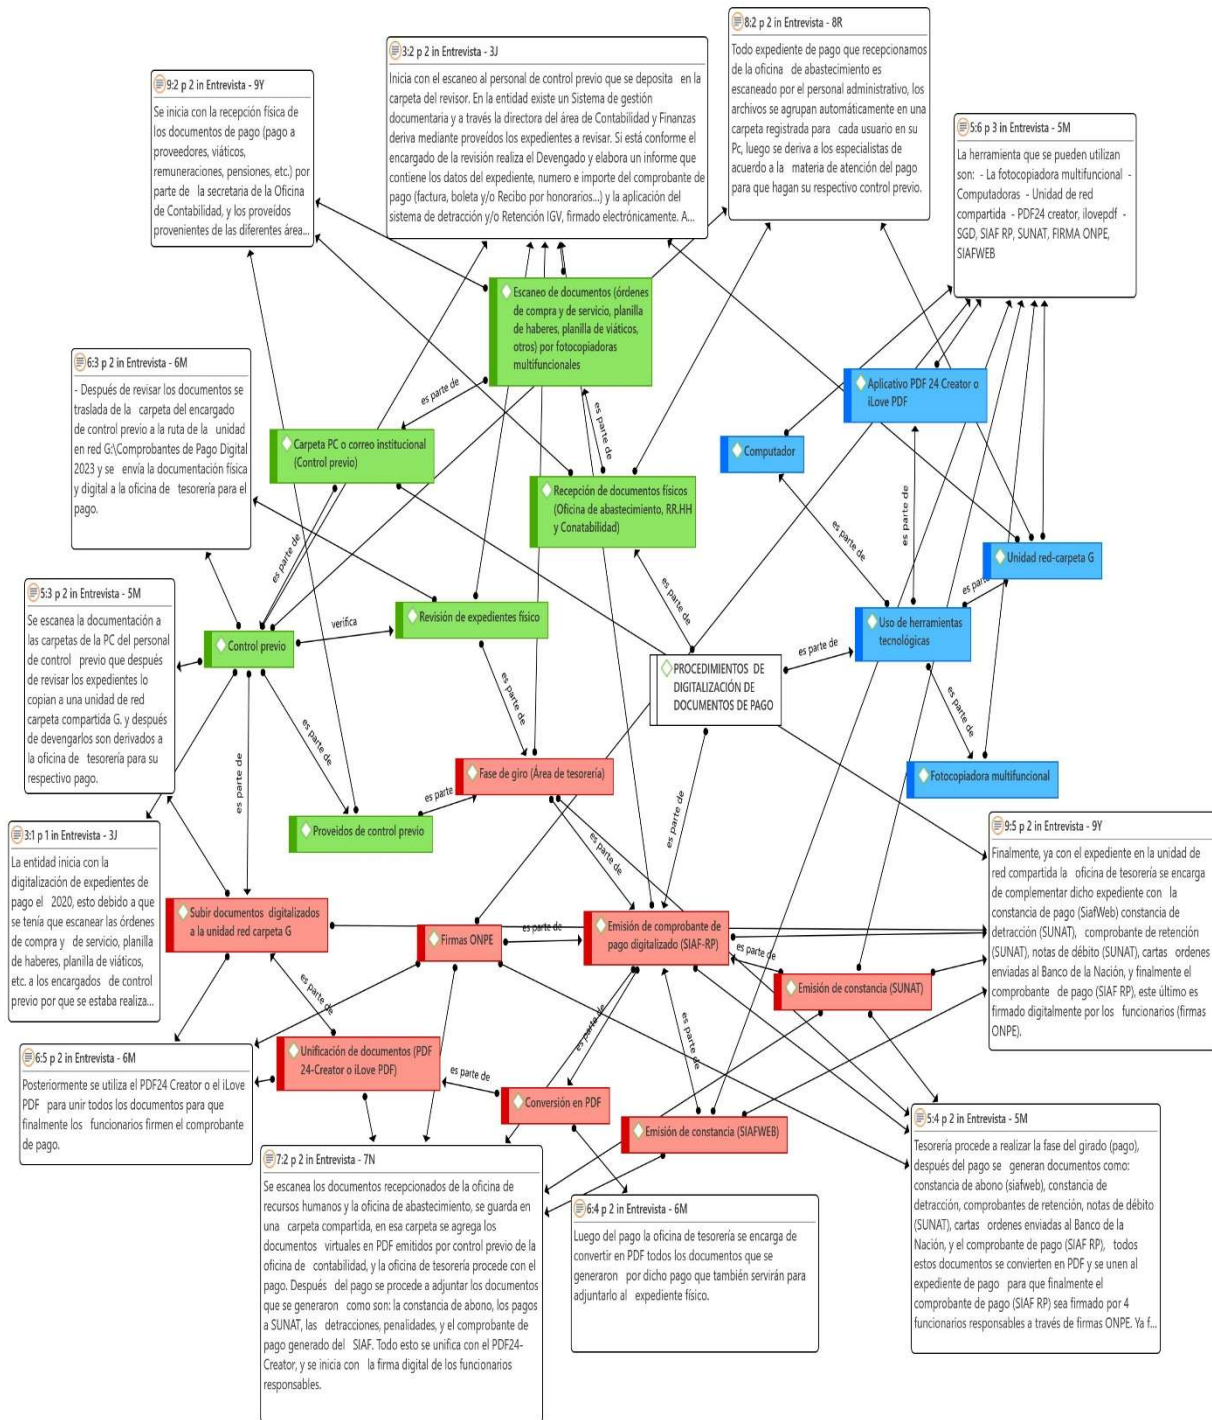 8:2 p 2 in Entrevista - 8R
Todo expediente de pago que recepcionamos
de la oficina de abastecimiento es
escaneado por el personal administrativo, los
archivos se agrupan automáticamente en una
carpeta registrada para cada usuario en su
Pc, luego se deriva a los especialistas de
acuerdo a la materia de atención del pago
para que hagan su respectivo control previo.
3:2 p 2 in Entrevista - 3J
Inicia con el escaneo al personal de control previo que se deposita en la
carpeta del revisor. En la entidad existe un Sistema de gestión
documentaria y a través la directora del área de Contabilidad y Finanzas
deriva mediante proveídos los expedientes a revisar. Si está conforme el
encargado de la revisión realiza el Devengado y elabora un informe que
contiene los datos del expediente, numero e importe del comprobante de
pago (factura, boleta y/o Recibo por honorarios...) y la aplicación del
sistema de detracción y/o Retención IGV, firmado electrónicamente. A...
9:2 p 2 in Entrevista - 9Y
Se inicia con la recepción física de
los documentos de pago (pago a
proveedores, viáticos,
remuneraciones, pensiones, etc.) por
parte de la secretaria de la Oficina
de Contabilidad, y los proveídos
provenientes de las diferentes área...
5:6 p 3 in Entrevista - 5M
La herramienta que se pueden utilizan
son: - La fotocopiadora multifuncional -
Computadoras - Unidad de red
compartida - PDF24 creator, ilovepdf -
SGD, SIAF RP, SUNAT, FIRMA ONPE,
SIAFWEB
Escaneo de documentos (órdenes
de compra y de servicio, planilla
de haberes, planilla de viáticos,
otros) por fotocopiadoras
multifuncionales
6:3 p 2 in Entrevista - 6M
- Después de revisar los documentos se
traslada de la carpeta del encargado
de control previo a la ruta de la unidad
en red G:\Comprobantes de Pago Digital
2023 y se envía la documentación física
y digital a la oficina de tesorería para el
pago.
Aplicativo PDF 24 Creator o
iLove PDF
es parte de
es parte de
Carpeta PC o correo institucional
(Control previo)
Computador
Recepción de documentos físicos
(Oficina de abastecimiento, RR.HH
y Conatabilidad)
es parte de
es parte de
es parte de
Unidad red-carpeta G
es parte
5:3 p 2 in Entrevista - 5M
Se escanea la documentación a
las carpetas de la PC del personal
de control previo que después
de revisar los expedientes lo
copian a una unidad de red
carpeta compartida G. y después
de devengarlos son derivados a
la oficina de tesorería para su
respectivo pago.
es parte de
Revisión de expedientes físico
Uso de herramientas
tecnológicas
Control previo
verifica
es parte de
es parte de
PROCEDIMIENTOS DE
DIGITALIZACIÓN DE
DOCUMENTOS DE PAGO
es parte de
es parte de
es parte de
es parte de
Fase de giro (Área de tesorería)
Fotocopiadora multifuncional
es parte
Proveidos de control previo
es parte de
es parte de
3:1 p 1 in Entrevista - 3J
La entidad inicia con la
digitalización de expedientes de
pago el 2020, esto debido a que
se tenía que escanear las órdenes
de compra y de servicio, planilla
de haberes, planilla de viáticos,
etc. a los encargados de control
previo por que se estaba realiza...
9:5 p 2 in Entrevista - 9Y
Finalmente, ya con el expediente en la unidad de
red compartida la oficina de tesorería se encarga
de complementar dicho expediente con la
constancia de pago (SiafWeb) constancia de
detracción (SUNAT), comprobante de retención
(SUNAT), notas de débito (SUNAT), cartas ordenes
enviadas al Banco de la Nación, y finalmente el
comprobante de pago (SIAF RP), este último es
firmado digitalmente por los funcionarios (firmas
ONPE).
Subir documentos digitalizados
a la unidad red carpeta G
Firmas ONPE
es parte de
Emisión de comprobante de
pago digitalizado (SIAF-RP)
es parte de
Emisión de constancia (SUNAT)
es parte de
es parte de
es parte de
6:5 p 2 in Entrevista - 6M
Posteriormente se utiliza el PDF24 Creator o el iLove
PDF para unir todos los documentos para que
finalmente los funcionarios firmen el comprobante
de pago.
Unificación de documentos (PDF
24-Creator o iLove PDF)
es parte de
Conversión en PDF
Emisión de constancia (SIAFWEB)
5:4 p 2 in Entrevista - 5M
Tesorería procede a realizar la fase del girado (pago),
después del pago se generan documentos como:
constancia de abono (siafweb), constancia de
detracción, comprobantes de retención, notas de débito
(SUNAT), cartas ordenes enviadas al Banco de la
Nación, y el comprobante de pago (SIAF RP), todos
estos documentos se convierten en PDF y se unen al
expediente de pago para que finalmente el
comprobante de pago (SIAF RP) sea firmado por 4
funcionarios responsables a través de firmas ONPE. Ya f...
7:2 p 2 in Entrevista - 7N
Se escanea los documentos recepcionados de la oficina de
recursos humanos y la oficina de abastecimiento, se guarda en
una carpeta compartida, en esa carpeta se agrega los
documentos virtuales en PDF emitidos por control previo de la
oficina de contabilidad, y la oficina de tesorería procede con el
pago. Después del pago se procede a adjuntar los documentos
que se generaron como son: la constancia de abono, los pagos
a SUNAT, las detracciones, penalidades, y el comprobante de
pago generado del SIAF. Todo esto se unifica con el PDF24-
Creator, y se inicia con la firma digital de los funcionarios
responsables.
6:4 p 2 in Entrevista - 6M
Luego del pago la oficina de tesorería se encarga de
convertir en PDF todos los documentos que se
generaron por dicho pago que también servirán para
adjuntarlo al expediente físico.